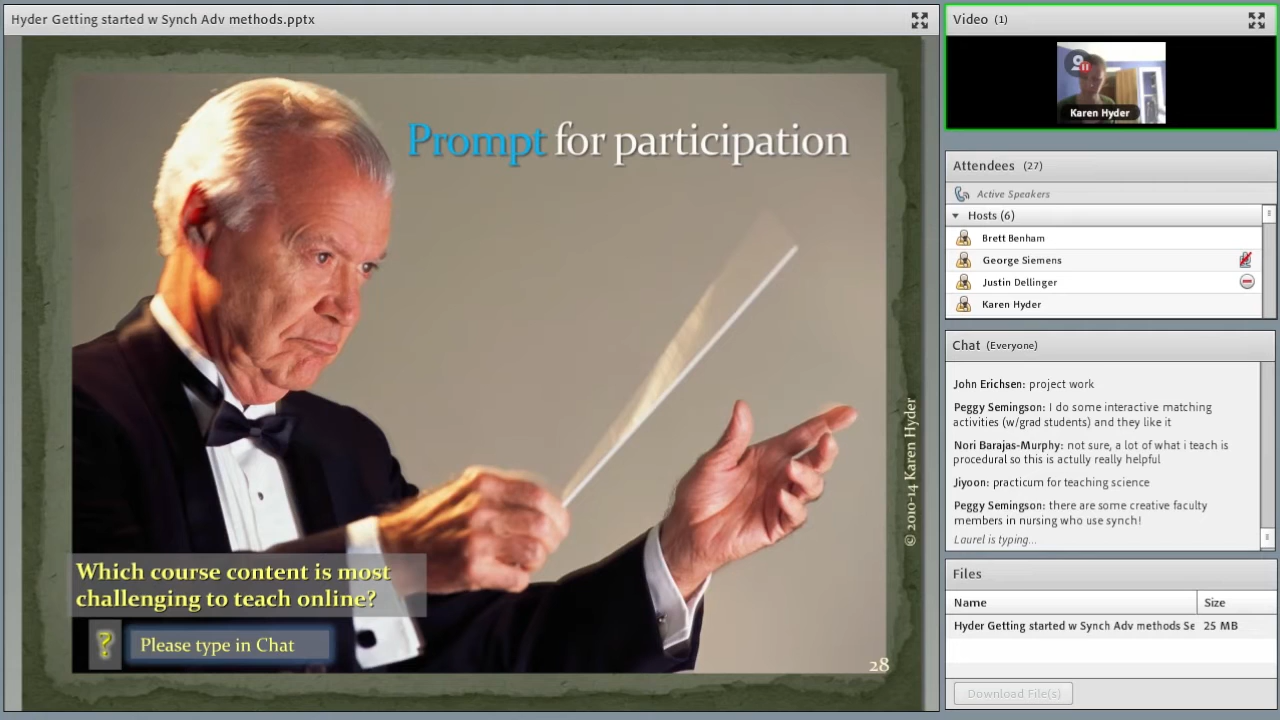 Hyder Getting started w Synch Adv methods.pptx
Prompt for participation
© 2010-14 Karen Hyder
Which course content is most
challenging to teach online?
?
Please type in Chat
28
Video (1)
Karen Hyder
Attendees (27)
Active Speakers
Hosts (6)
Brett Benham
George Siemens
Justin Dellinger
Karen Hyder
Chat (Everyone)
John Erichsen: project work
Peggy Semingson: I do some interactive matching
activities (w/grad students) and they like it
Nori Barajas-Murphy: not sure, a lot of what i teach is
procedural so this is actully really helpful
Jiyoon: practicum for teaching science
Peggy Semingson: there are some creative faculty
members in nursing who use synch!
Laurel is typing...
Files
Name Size
Hyder Getting started w Synch Adv methods Se 25 MB
Download File(s)